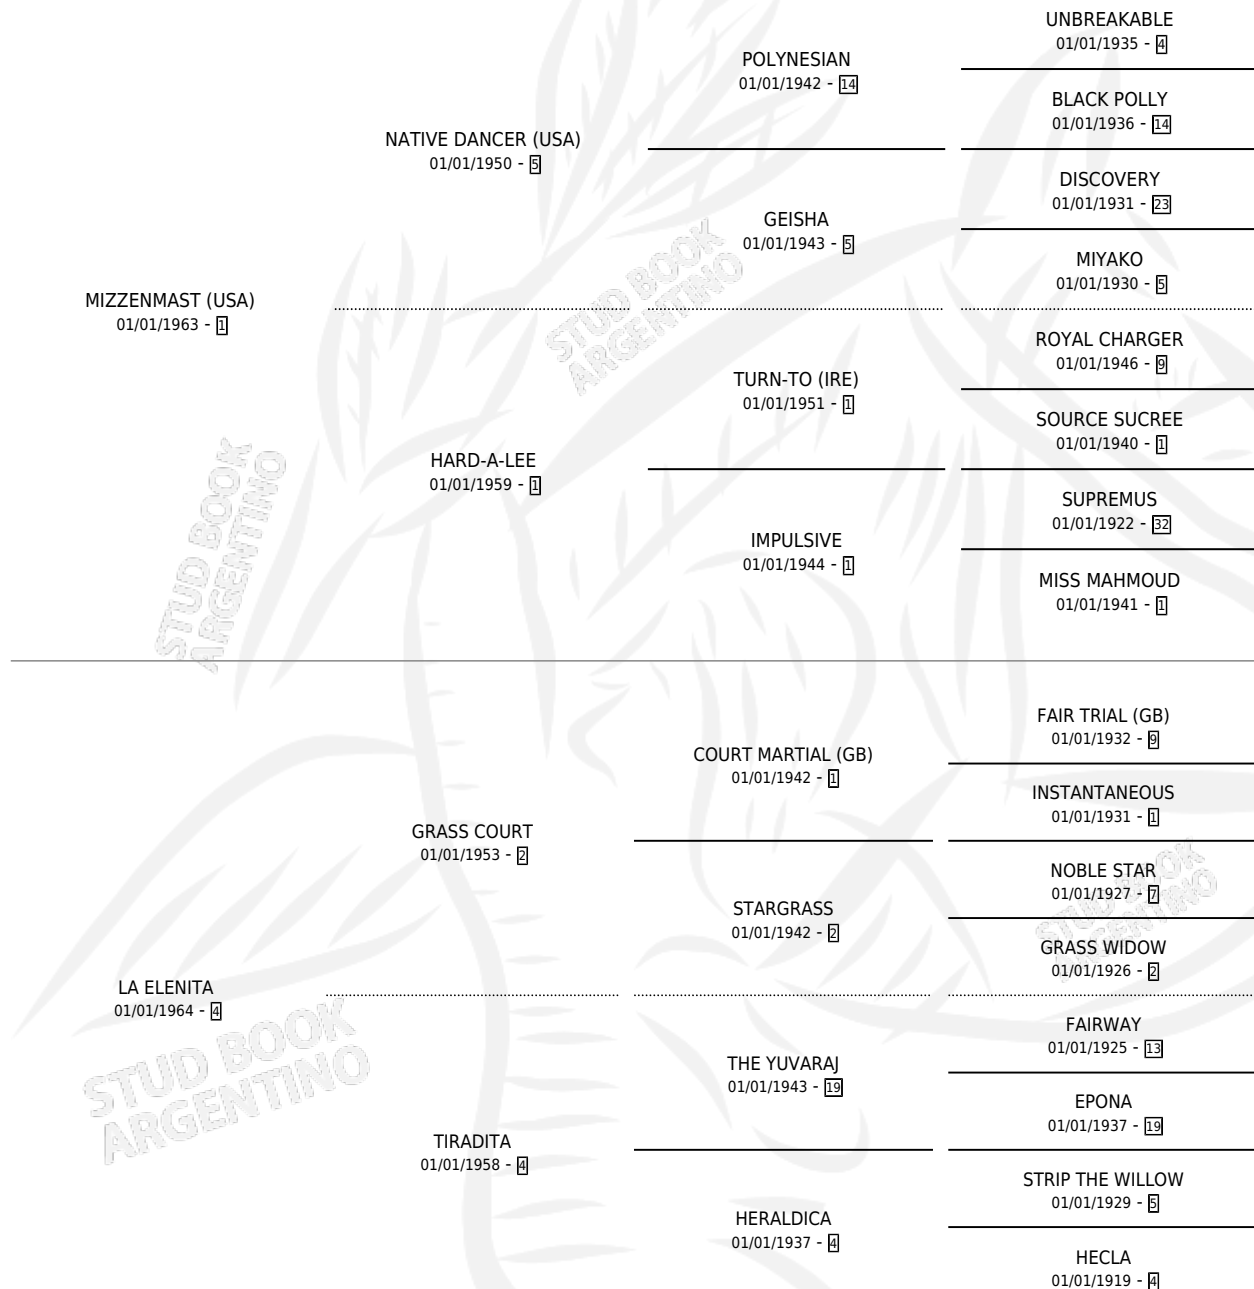 UNBREAKABLE
01/01/1935 - 4
POLYNESIAN
01/01/1942 - 14
BLACK POLLY
01/01/1936 - 14
NATIVE DANCER (USA)
01/01/1950 - 5
DISCOVERY
01/01/1931 - 23
GEISHA
01/01/1943 - 5
MIYAKO
01/01/1930 - 5
MIZZENMAST (USA)
01/01/1963 - 1
ROYAL CHARGER
01/01/1946 - 9
TURN-TO (IRE)
01/01/1951 - 1
SOURCE SUCREE
01/01/1940 - 1
HARD-A-LEE
01/01/1959 - 1
SUPREMUS
01/01/1922 - 32
IMPULSIVE
01/01/1944 - 1
MISS MAHMOUD
01/01/1941 - 1
STUD BOOK
ARGENTINO
STUD BOOK
ARGENTINO
FAIR TRIAL (GB)
01/01/1932 - 9
COURT MARTIAL (GB)
01/01/1942 - 1
INSTANTANEOUS
01/01/1931 - 1
GRASS COURT
01/01/1953 - 2
NOBLE STAR
01/01/1927 - 7
STARGRASS
01/01/1942 - 2
GRASS WIDOW
01/01/1926 - 2
LA ELENITA
01/01/1964 - 4
FAIRWAY
01/01/1925 - 13
THE YUVARAJ
01/01/1943 - 19
EPONA
01/01/1937 - 19
TIRADITA
01/01/1958 - 4
STRIP THE WILLOW
01/01/1929 - 5
HERALDICA
01/01/1937 - 4
HECLA
01/01/1919 - 4
STUD BOOK
ARGENTINO
STUD BOOK
ARGENTINO